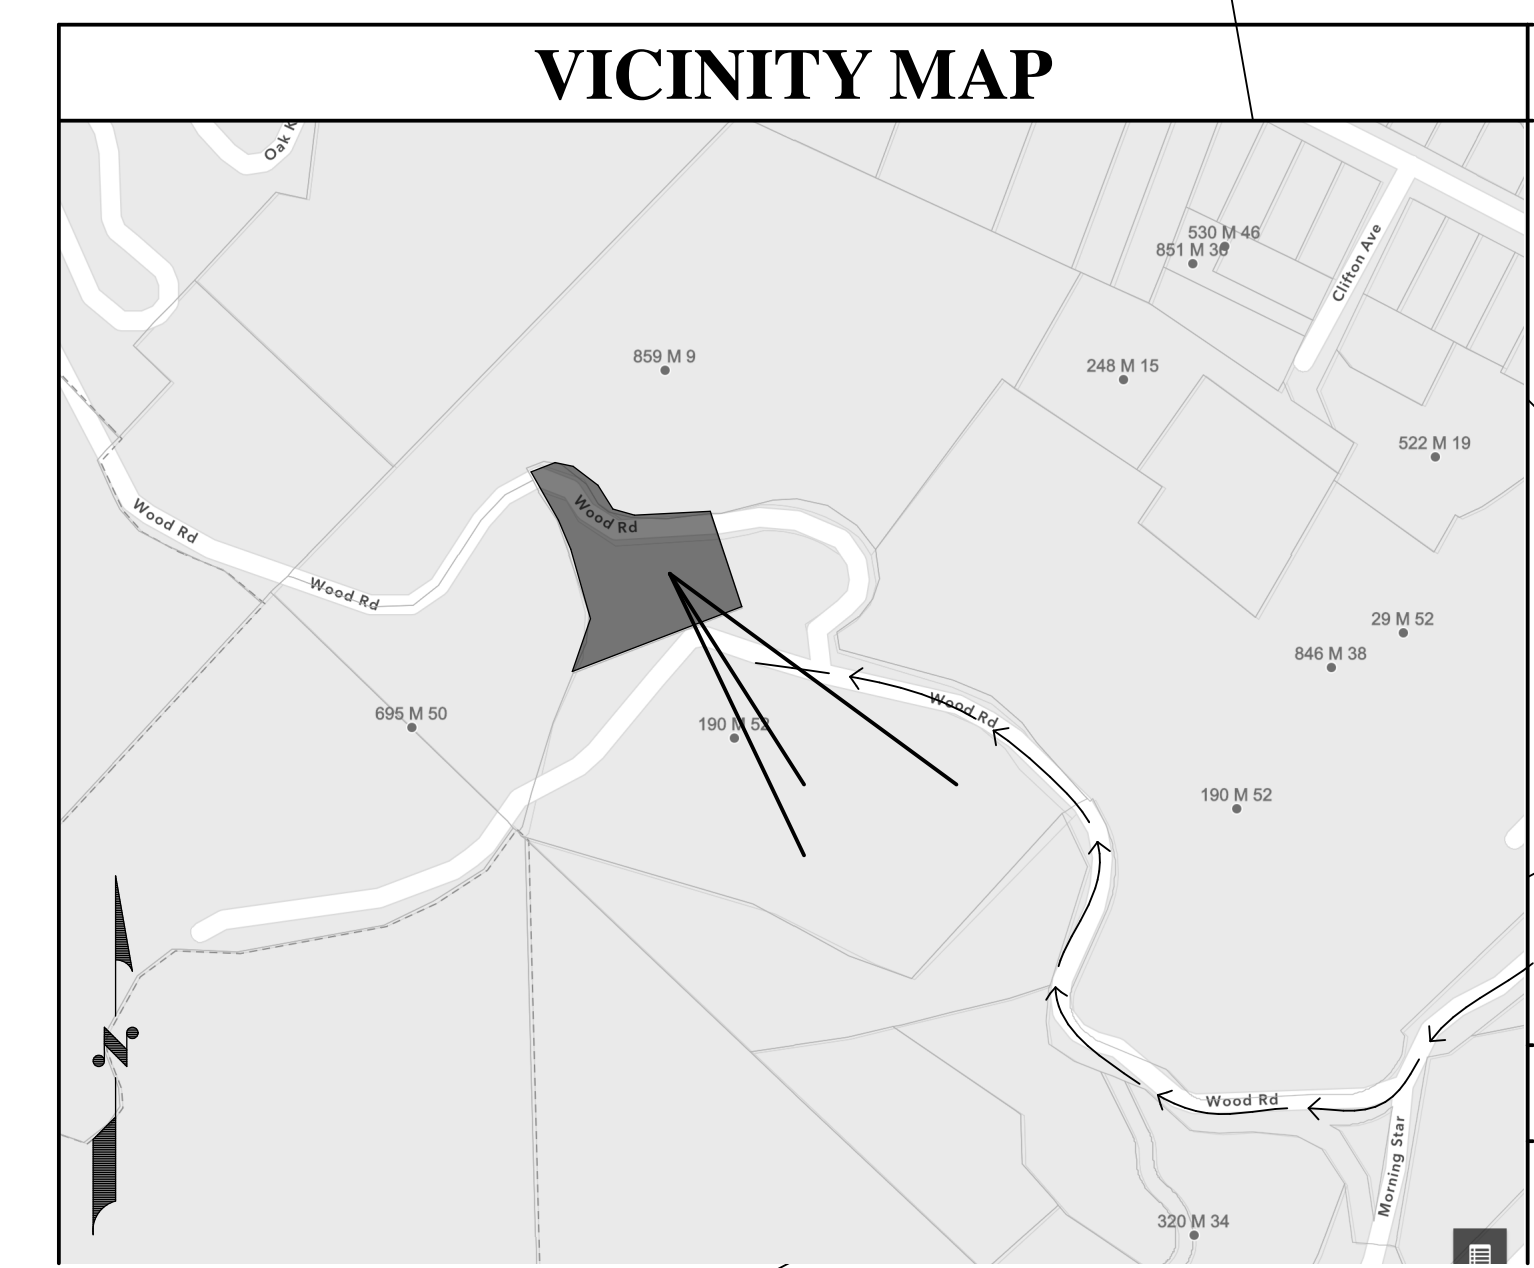 VICINITY MAP
Oak K
530 M 46
851 M 36
Clifton Ave
859 M 9
248 M 15
522 M 19
Wood Rd
Wood Rd
Wood Rd
29 M 52
846 M 38
695 M 50
190 M 52
Wood Rd
190 M 52
N
Wood Rd
Morning Star
320 M 34